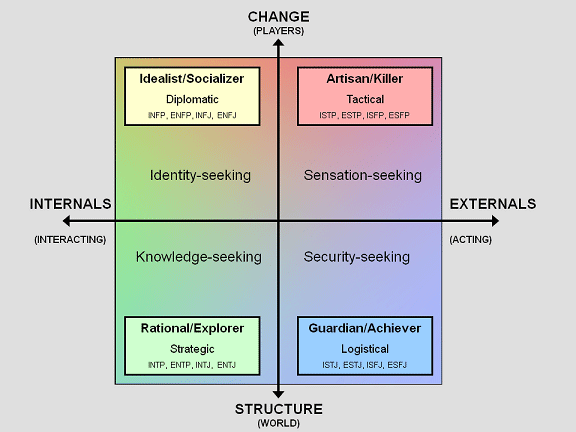 CHANGE
(PLAYERS)
Idealist/Socializer
Diplomatic
INFP, ENFP, INFJ, ENFJ
Artisan/Killer
Tactical
ISTP, ESTP, ISFP, ESFP
Identity-seeking
Sensation-seeking
INTERNALS
(INTERACTING)
EXTERNALS
(ACTING)
Knowledge-seeking
Security-seeking
Rational/Explorer
Strategic
INTP, ENTP, INTJ, ENTJ
Guardian/Achiever
Logistical
ISTJ, ESTJ, ISFJ, ESFJ
STRUCTURE
(WORLD)